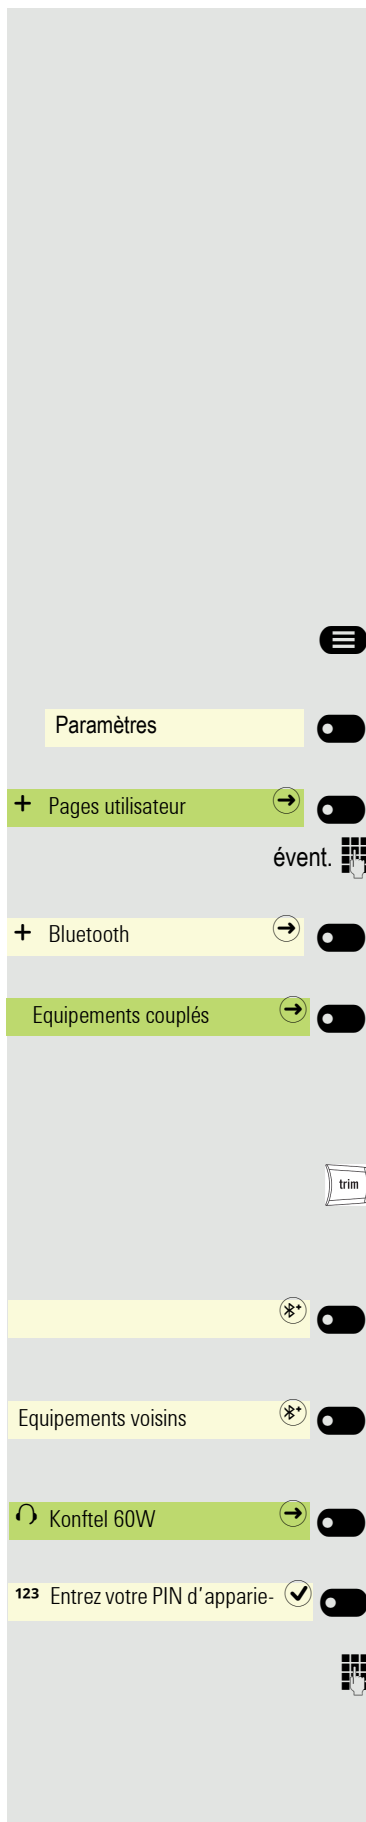 Paramètres
+ Pages utilisateur
évent.
+ Bluetooth
Equipements couplés
trim
Equipements voisins
Konftel 60W
123 Entrez votre PIN d’apparie-